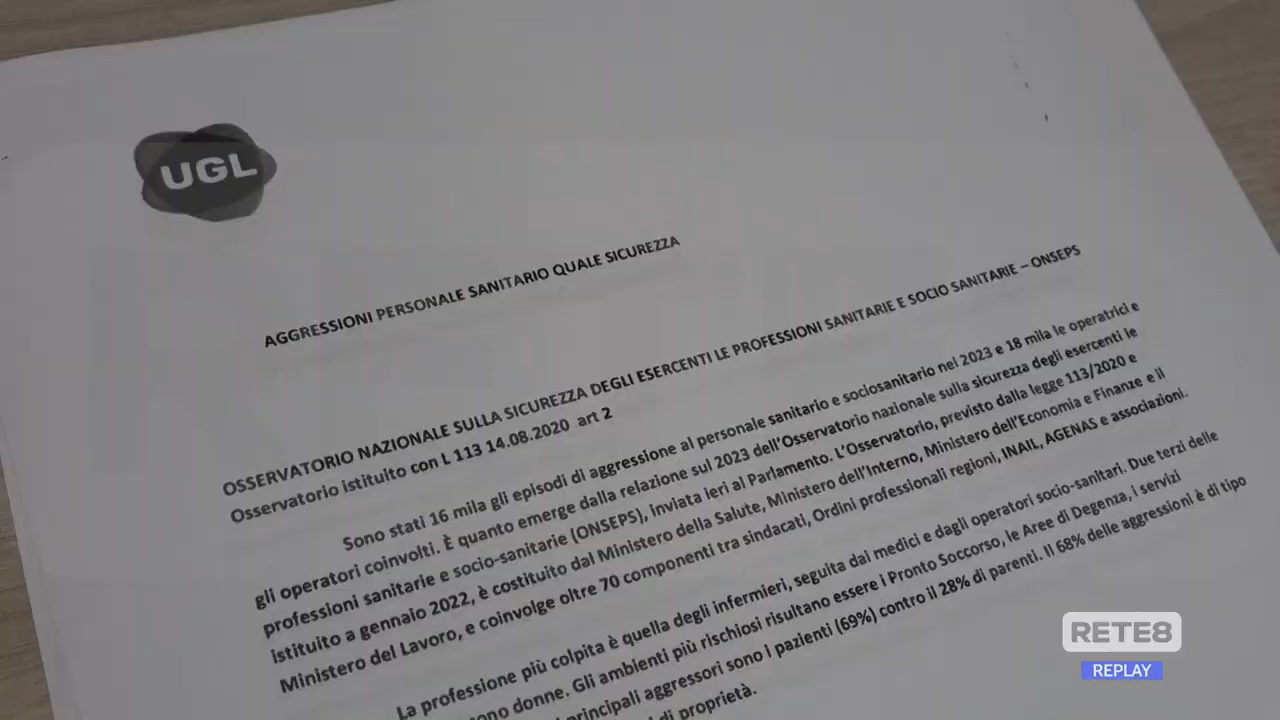 UGL
AGGRESSIONI PERSONALE SANITARIO QUALE SICUREZZA
OSSERVATORIO NAZIONALE SULLA SICUREZZA DEGLI ESERCENTI LE PROFESSIONI SANITARIE E SOCIO SANITARIE – ONSEPS
Osservatorio istituito con L 113 14.08.2020 art 2
Sono stati 16 mila gli episodi di aggressione al personale sanitario e sociosanitario nel 2023 e 18 mila le operatrici e
gli operatori coinvolti. È quanto emerge dalla relazione sul 2023 dell'Osservatorio nazionale sulla sicurezza degli esercenti le
professioni sanitarie e socio-sanitarie (ONSEPS), inviata ieri al Parlamento. L'Osservatorio, previsto dalla legge 113/2020 e
istituito a gennaio 2022, è costituito dal Ministero della Salute, Ministero dell'Interno, Ministero dell'Economia e Finanze e il
Ministero del Lavoro, e coinvolge oltre 70 componenti tra sindacati, Ordini professionali regioni, INAIL, AGENAS e associazioni.
La professione più colpita è quella degli infermieri, seguita dai medici e dagli operatori socio-sanitari. Due terzi delle
sono donne. Gli ambienti più rischiosi risultano essere i Pronto Soccorso, le Aree di Degenza, i servizi
principali aggressori sono i pazienti (69%) contro il 28% di parenti. Il 68% delle aggressioni è di tipo
di proprietà.
RETE8
REPLAY